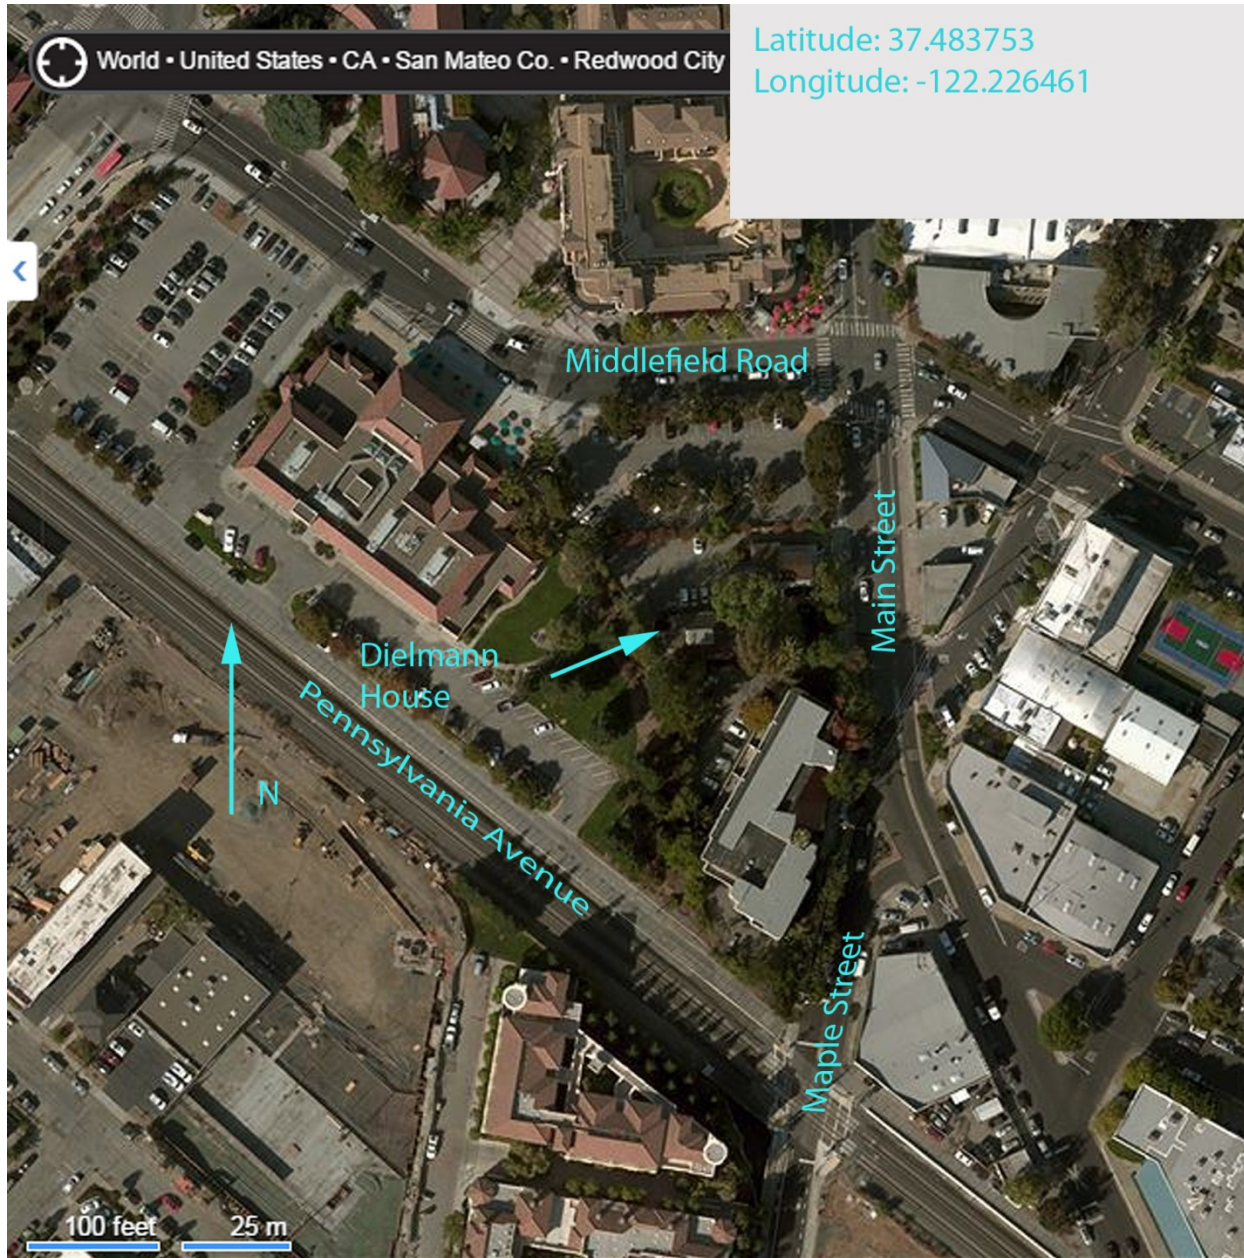 World • United States • CA • San Mateo Co. • Redwood City
Latitude: 37.483753
Longitude: -122.226461
Middlefield Road
Main Street
Dielmann
House
Pennsylvania Avenue
N
Maple Street
100 feet
25 m